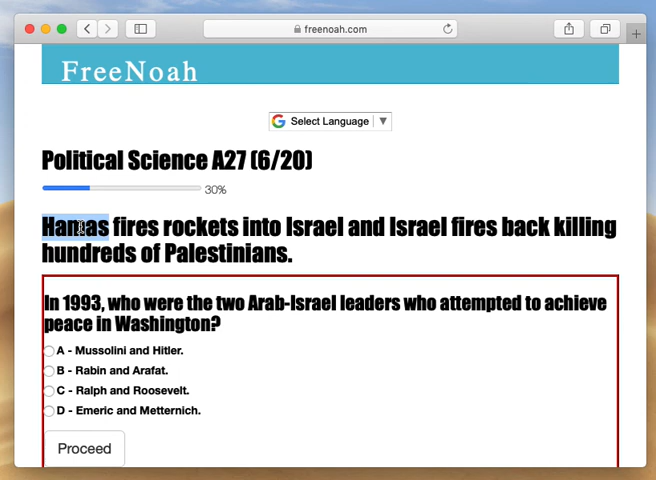 freenoah.com
FreeNoah
Select Language ▼
Political Science A27 (6/20)
30%
Hamas fires rockets into Israel and Israel fires back killing
hundreds of Palestinians.
In 1993, who were the two Arab-Israel leaders who attempted to achieve
peace in Washington?
A - Mussolini and Hitler.
B - Rabin and Arafat.
C - Ralph and Roosevelt.
D - Emeric and Metternich.
Proceed